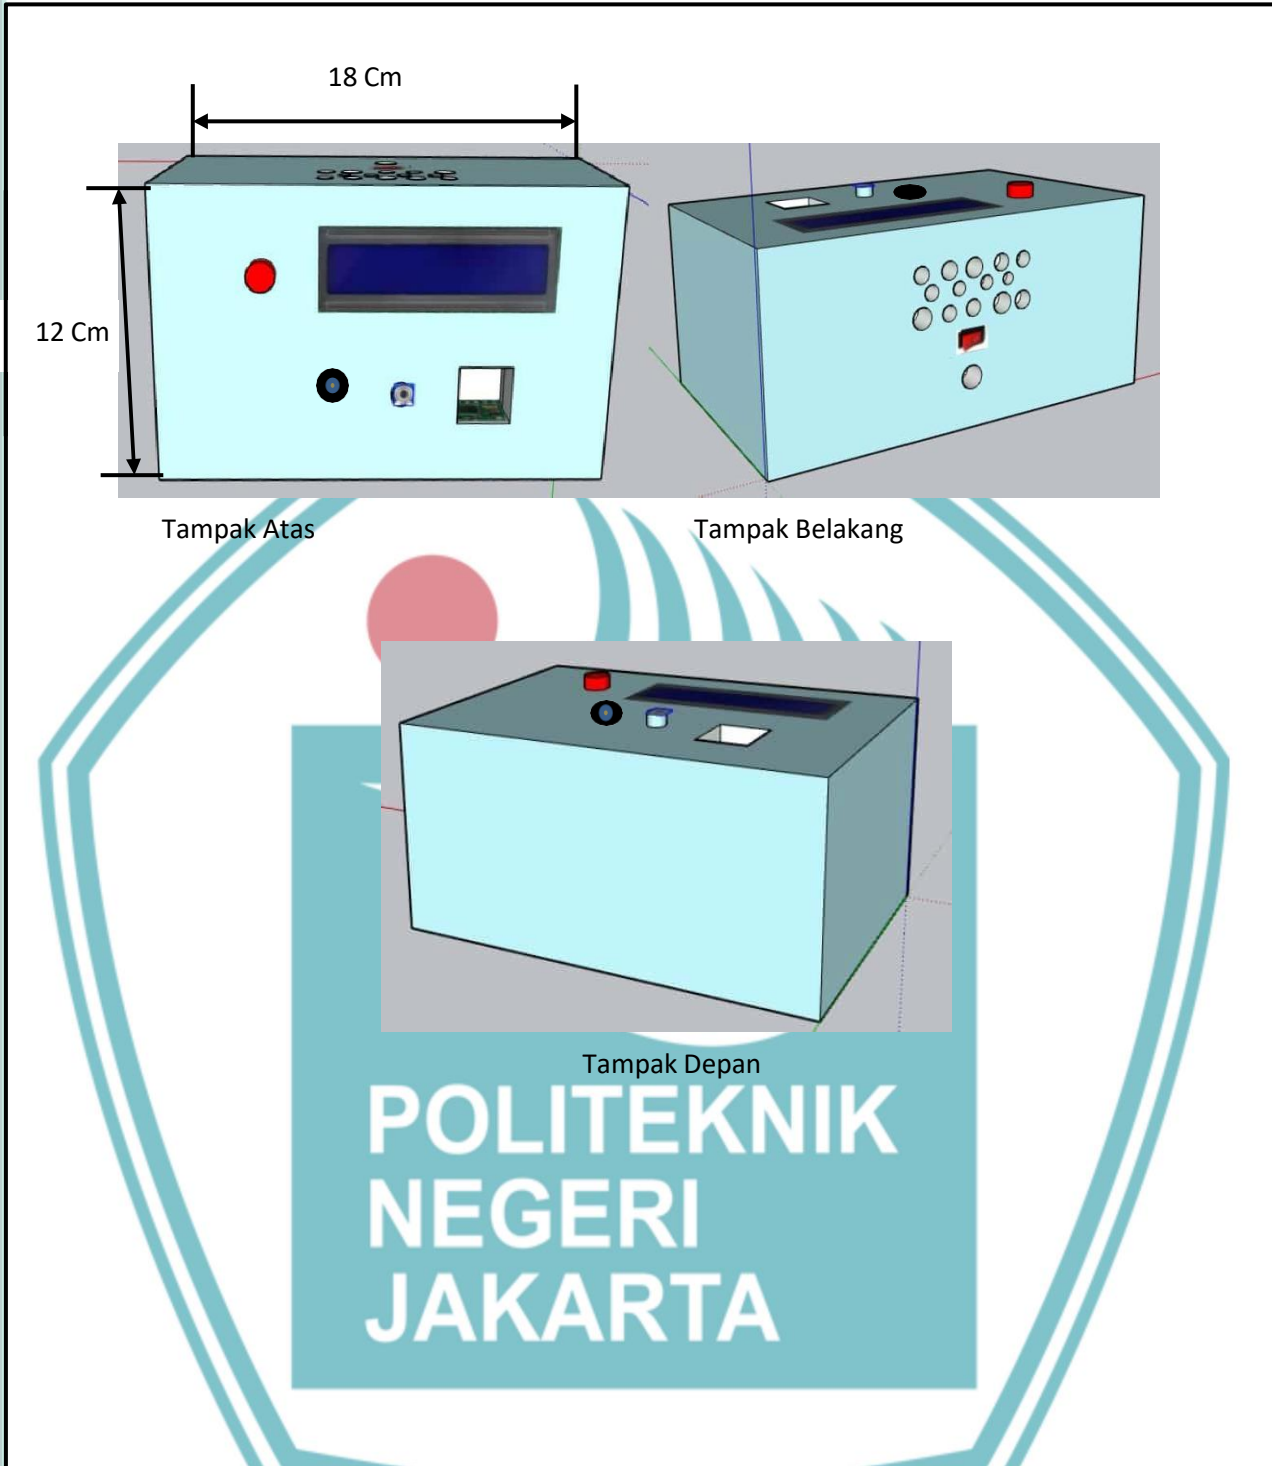 18 Cm
12 Cm
Tampak Atas
Tampak Belakang
Tampak Depan
POLITEKNIK
NEGERI
JAKARTA